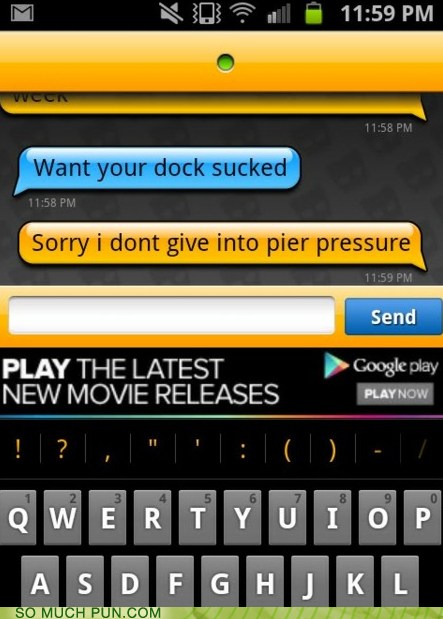 11:59 PM
week
11:58 PM
Want your dock sucked
11:58 PM
Sorry i dont give into pier pressure
11:59 PM
Send
PLAY THE LATEST
NEW MOVIE RELEASES
Google play
PLAY NOW
! ? , " ' : ( ) - /
1 2 3 4 5 6 7 8 9 0
Q W E R T Y U I O P
A S D F G H J K L
SO MUCH PUN.COM